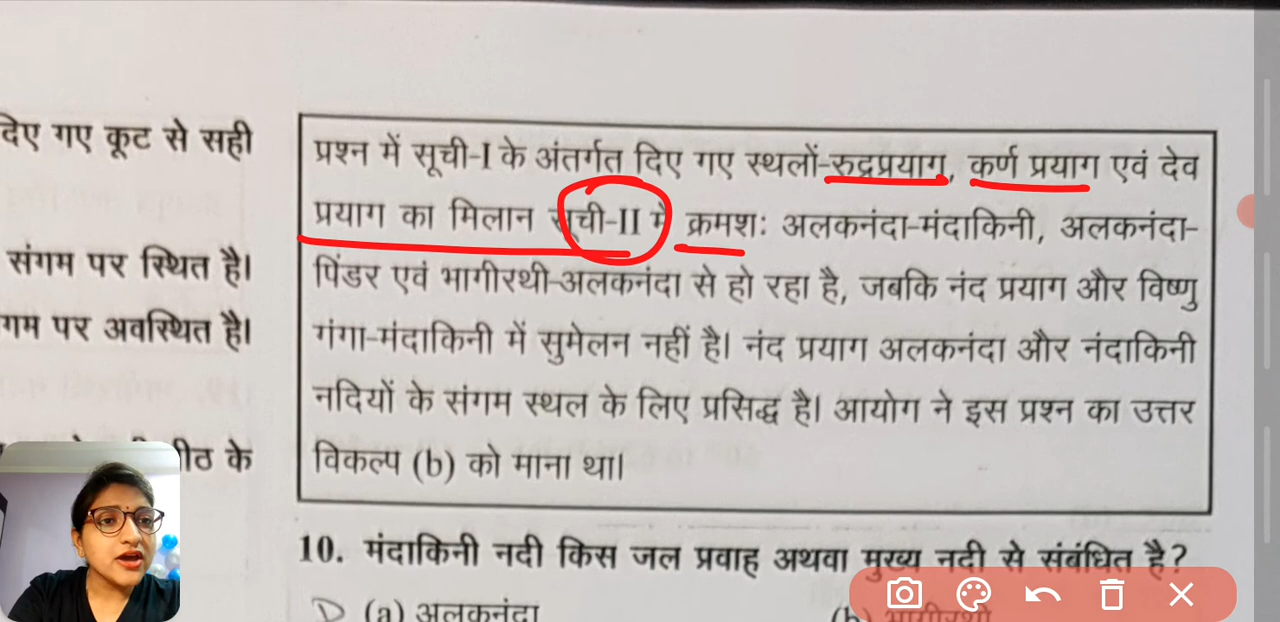 दिए गए कूट से सही
संगम पर स्थित है।
गम पर अवस्थित है।
के
प्रश्न में सूची-I के अंतर्गत दिए गए स्थलों-रुद्रप्रयाग, कर्ण प्रयाग एवं देव
प्रयाग का मिलान सूची-II में क्रमशः अलकनंदा-मंदाकिनी, अलकनंदा-
पिंडर एवं भागीरथी-अलकनंदा से हो रहा है, जबकि नंद प्रयाग और विष्णु
गंगा-मंदाकिनी में सुमेलन नहीं है। नंद प्रयाग अलकनंदा और नंदाकिनी
नदियों के संगम स्थल के लिए प्रसिद्ध है। आयोग ने इस प्रश्न का उत्तर
विकल्प (b) को माना था।
10. मंदाकिनी नदी किस जल प्रवाह अथवा मुख्य नदी से संबंधित है?
(a) अलकनंदा